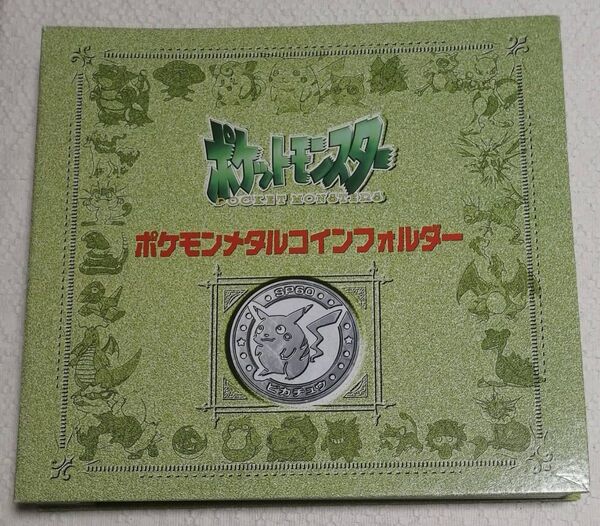 ポケットモンスター
POCKET MONSTERS
ポケモンメタルコインフォルダー
SP60
ピカチュウ